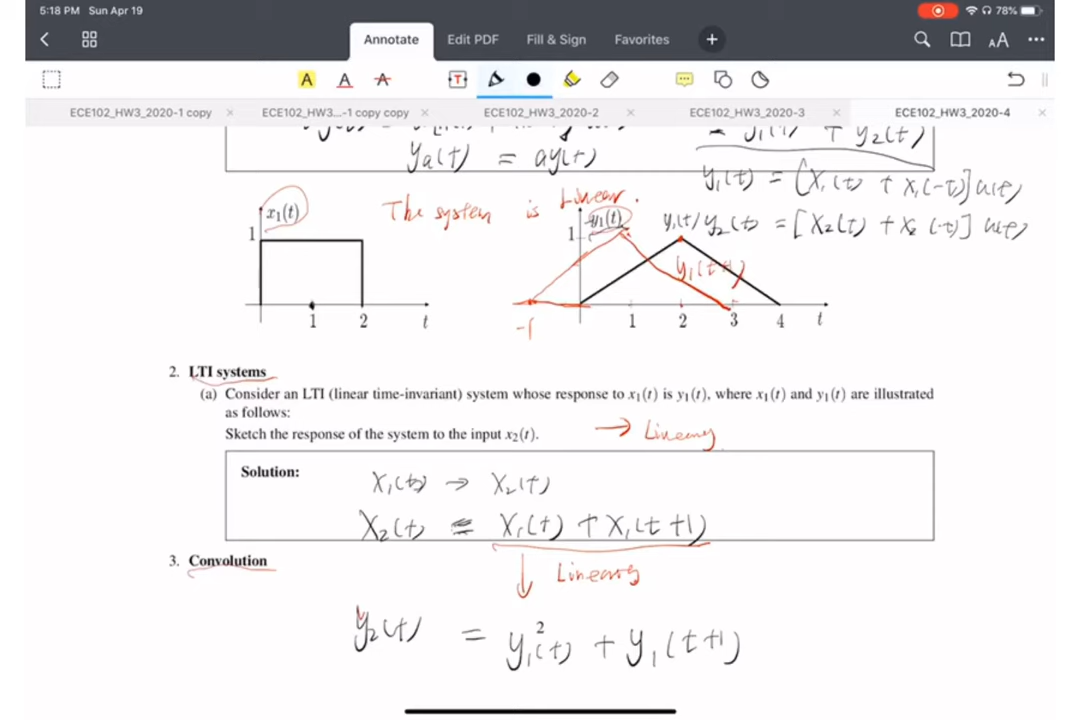 5:18 PM Sun Apr 19
78%
Annotate Edit PDF Fill & Sign Favorites
ECE102_HW3_2020-1 copy ECE102_HW3...-1 copy copy ECE102_HW3_2020-2 ECE102_HW3_2020-3 ECE102_HW3_2020-4
ya(t) = ay(t)
= y1(t) + y2(t)
y1(t) = [x1(t) + x1(-t)] u(t)
y1(t)/y2(t) = [x2(t) + x2(-t)] u(t)
x1(t)
The system is Linear.
y1(t)
1
1
y1(t+1)
1 2 t
-1 1 2 3 4 t
2. LTI systems
(a) Consider an LTI (linear time-invariant) system whose response to x1(t) is y1(t), where x1(t) and y1(t) are illustrated
as follows:
Sketch the response of the system to the input x2(t).
→ Linearity
Solution:
x1(t) → x2(t)
x2(t) = x1(t) + x1(t+1)
3. Convolution
↓ Linearity
2
y2(t) = y1(t) + y1(t+1)